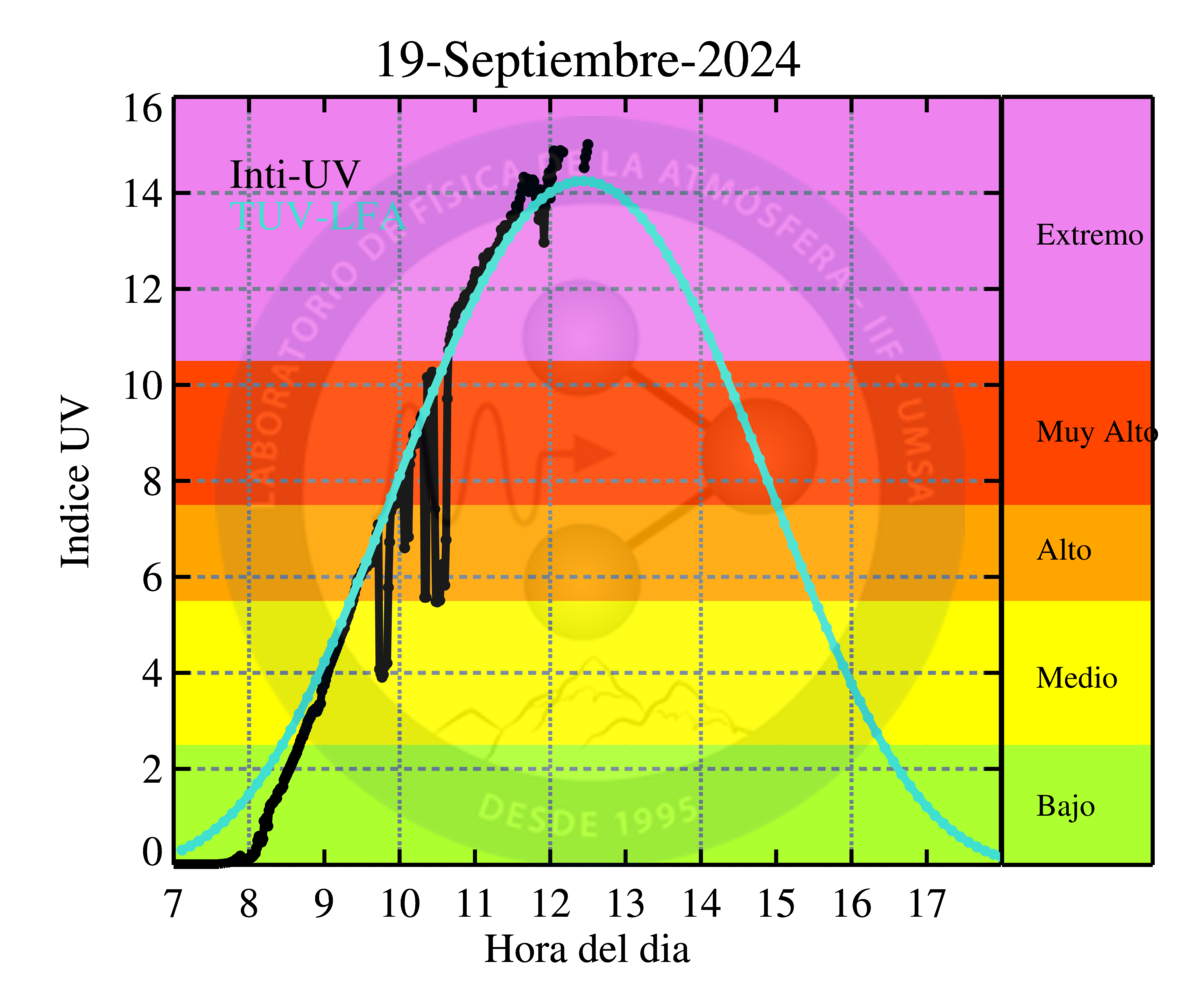 19-Septiembre-2024
16
14
12
10
8
6
4
2
0
Indice UV
Inti-UV
TUV-LFA
LABORATORIO DE FÍSICA DE LA ATMÓSFERA - IIF - UMSA
DESDE 1995
Extremo
Muy Alto
Alto
Medio
Bajo
7 8 9 10 11 12 13 14 15 16 17
Hora del dia